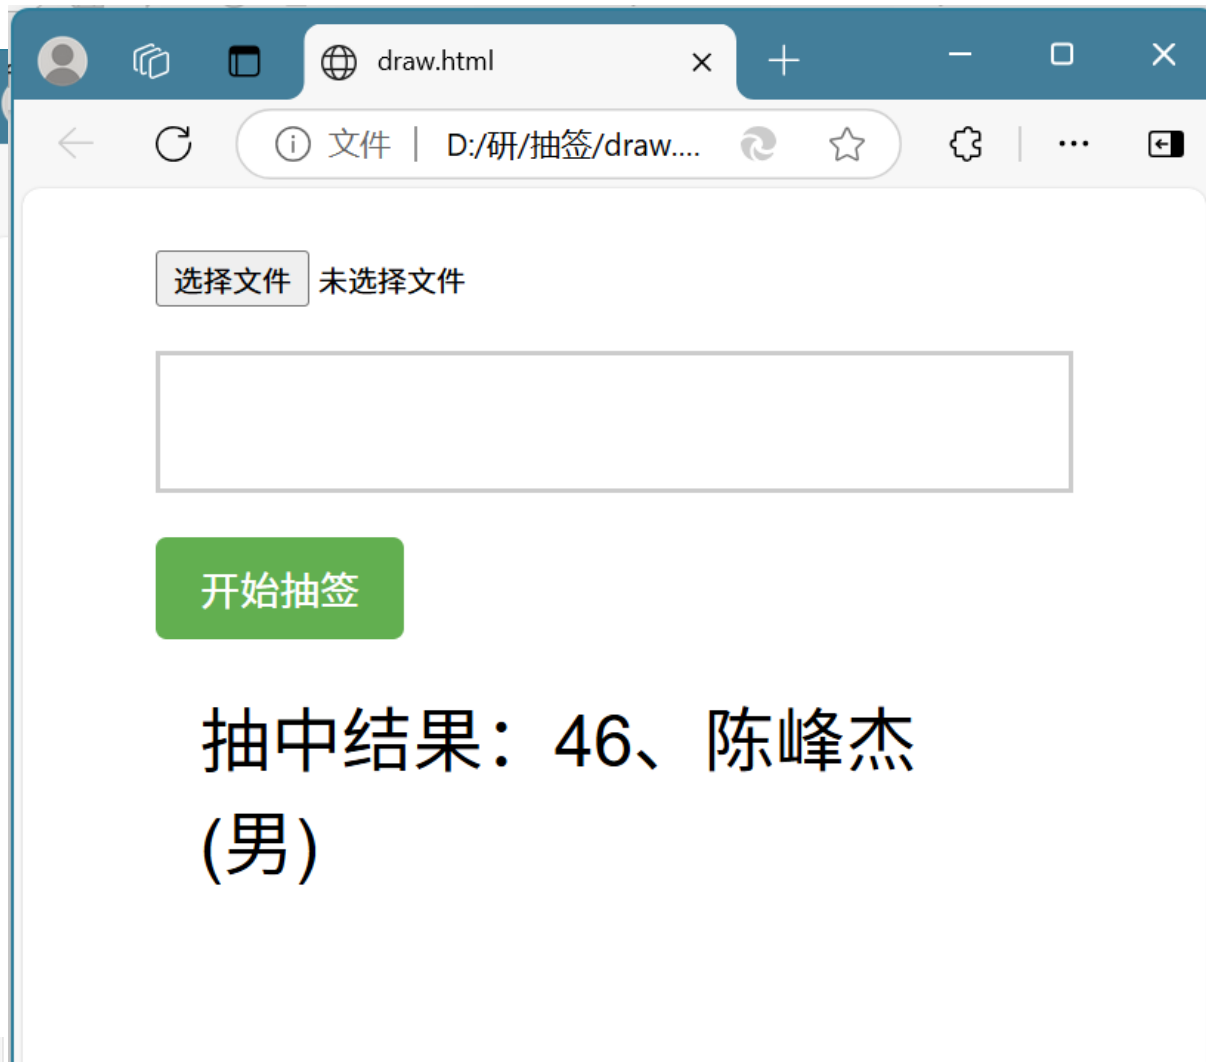 draw.html
文件 D:/研/抽签/draw....
选择文件 未选择文件
开始抽签
抽中结果：46、陈峰杰
(男)